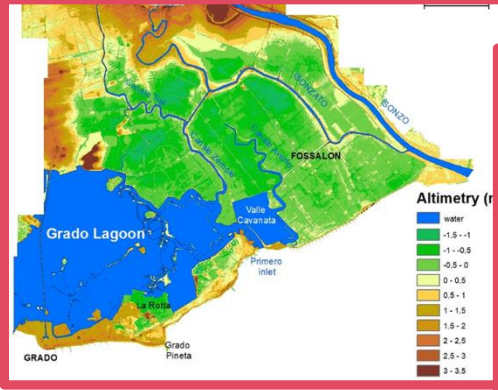 ISONZATO
ISONZO
Canale Zemole
FOSSALON
Altimetry (m
water
-1.5 - -1
-1 - -0.5
-0.5 - 0
0 - 0.5
0.5 - 1
1 - 1.5
1.5 - 2
2 - 2.5
2.5 - 3
3 - 3.5
Valle
Cavanata
Grado Lagoon
Primero
inlet
La Rotta
Grado
Pineta
GRADO